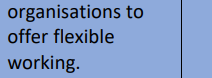 organisations to
offer flexible
working.